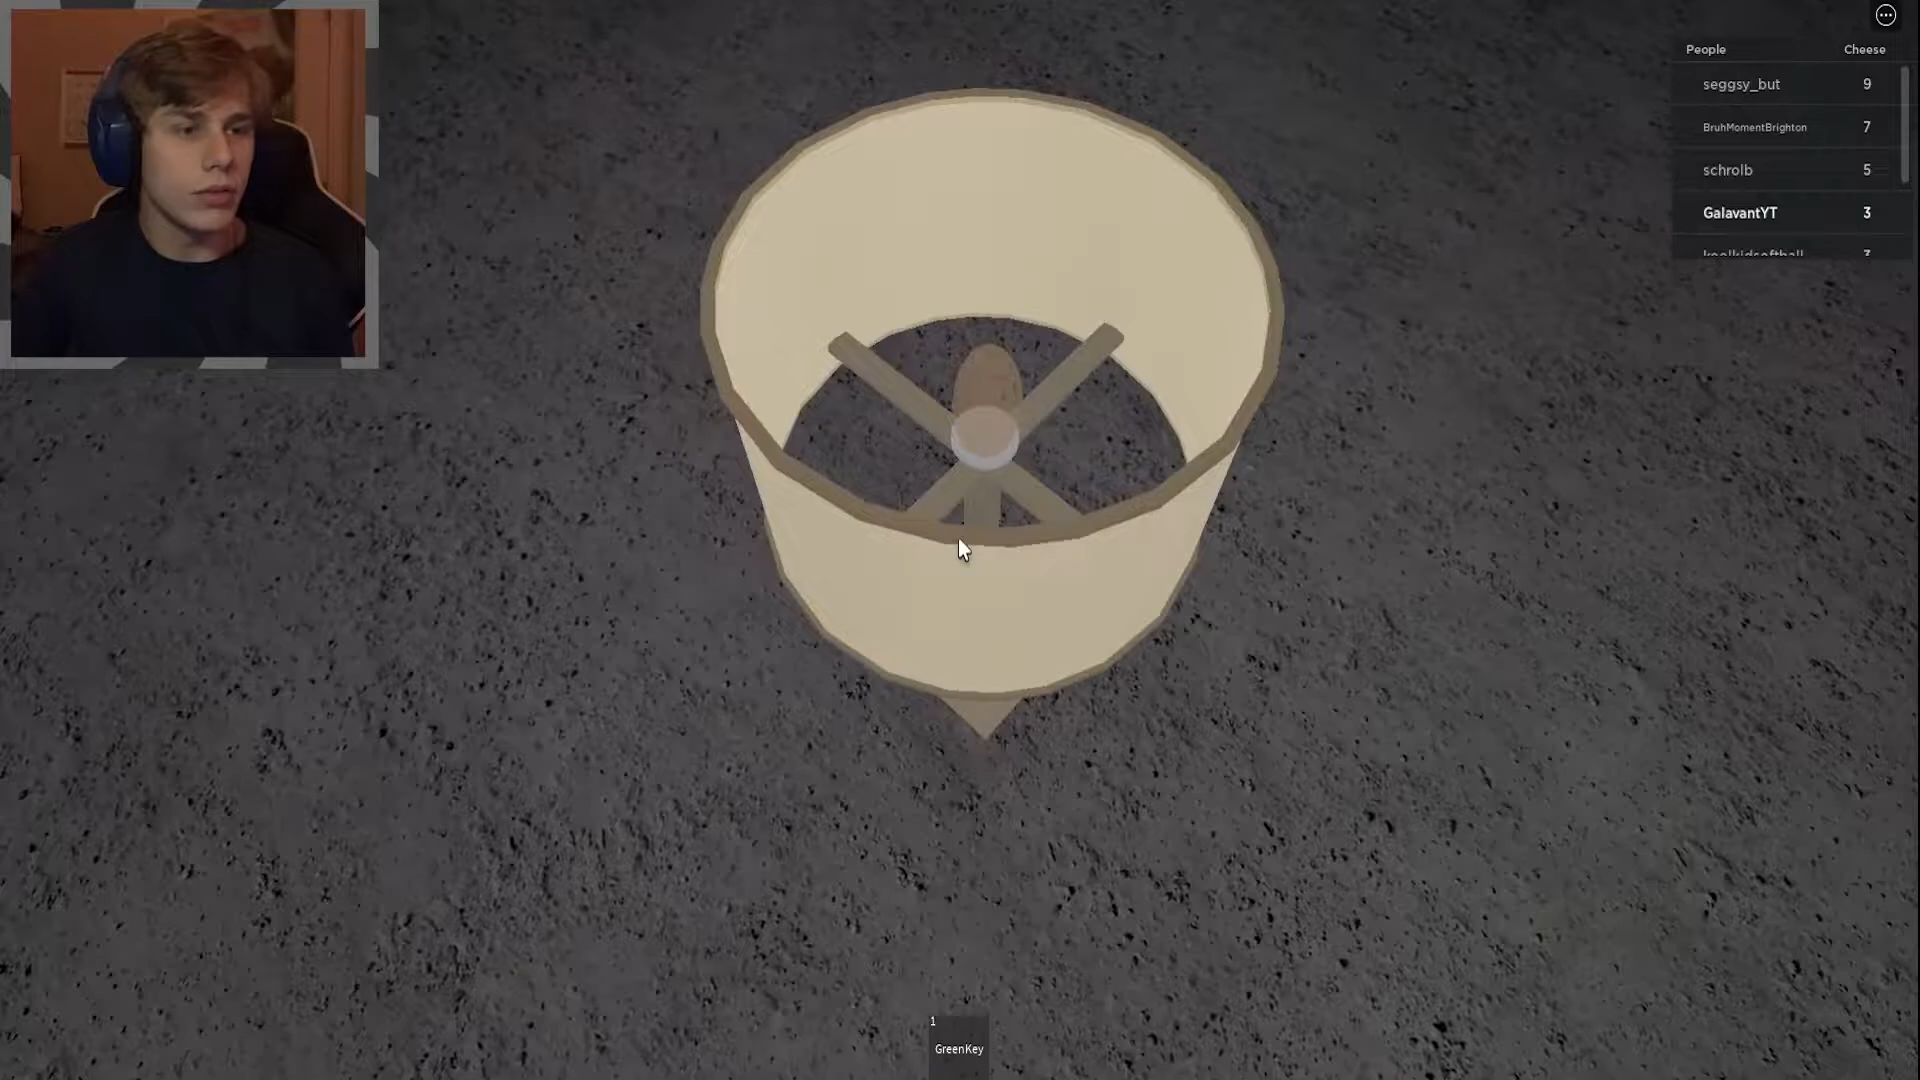 People Cheese
seggsy_but 9
BruhMomentBrighton 7
schrolb 5
GalavantYT 3
1
GreenKey